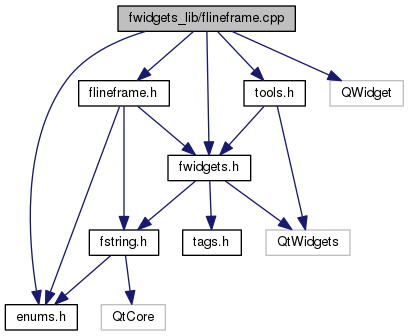 fwidgets_lib/flineframe.cpp
flineframe.h
tools.h
QWidget
fwidgets.h
fstring.h
tags.h
QtWidgets
enums.h
QtCore